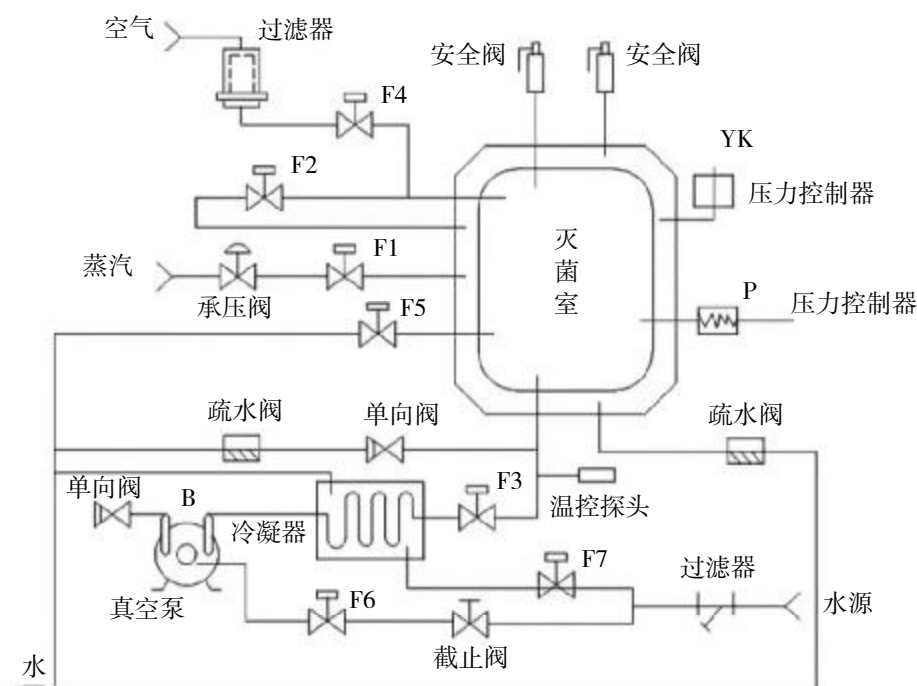 空气
过滤器
安全阀
安全阀
F4
YK
F2
压力控制器
灭菌室
F1
蒸汽
P
承压阀
F5
压力控制器
疏水阀
单向阀
疏水阀
单向阀
B
F3
冷凝器
温控探头
F7
过滤器
真空泵
F6
水源
截止阀
水